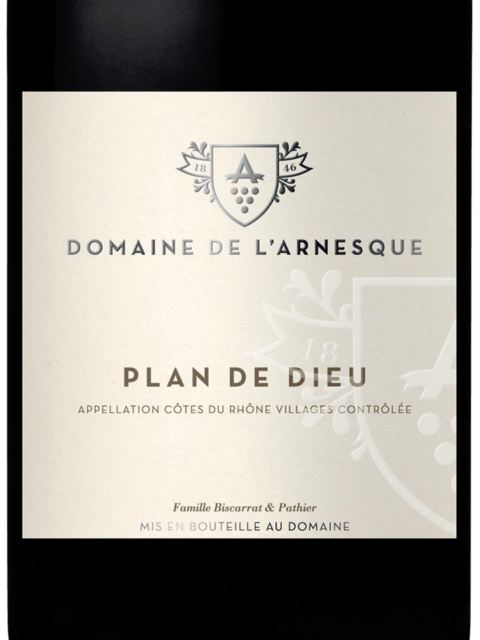 18 A 46
DOMAINE DE L'ARNESQUE
18
A
PLAN DE DIEU
APPELLATION CÔTES DU RHÔNE VILLAGES CONTRÔLÉE
Famille Biscarrat & Pathier
MIS EN BOUTEILLE AU DOMAINE